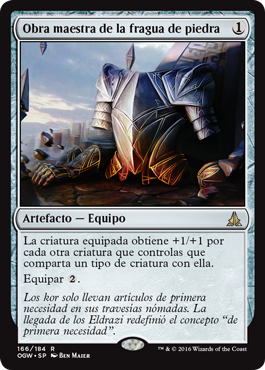 Obra maestra de la fragua de piedra 1
Artefacto — Equipo
La criatura equipada obtiene +1/+1 por
cada otra criatura que controlas que
comparta un tipo de criatura con ella.
Equipar 2.
Los kor solo llevan artículos de primera
necesidad en sus travesías nómadas. La
llegada de los Eldrazi redefinió el concepto “de
primera necesidad”.
166/184 R
OGW • SP BEN MAIER
™ & © 2016 Wizards of the Coast